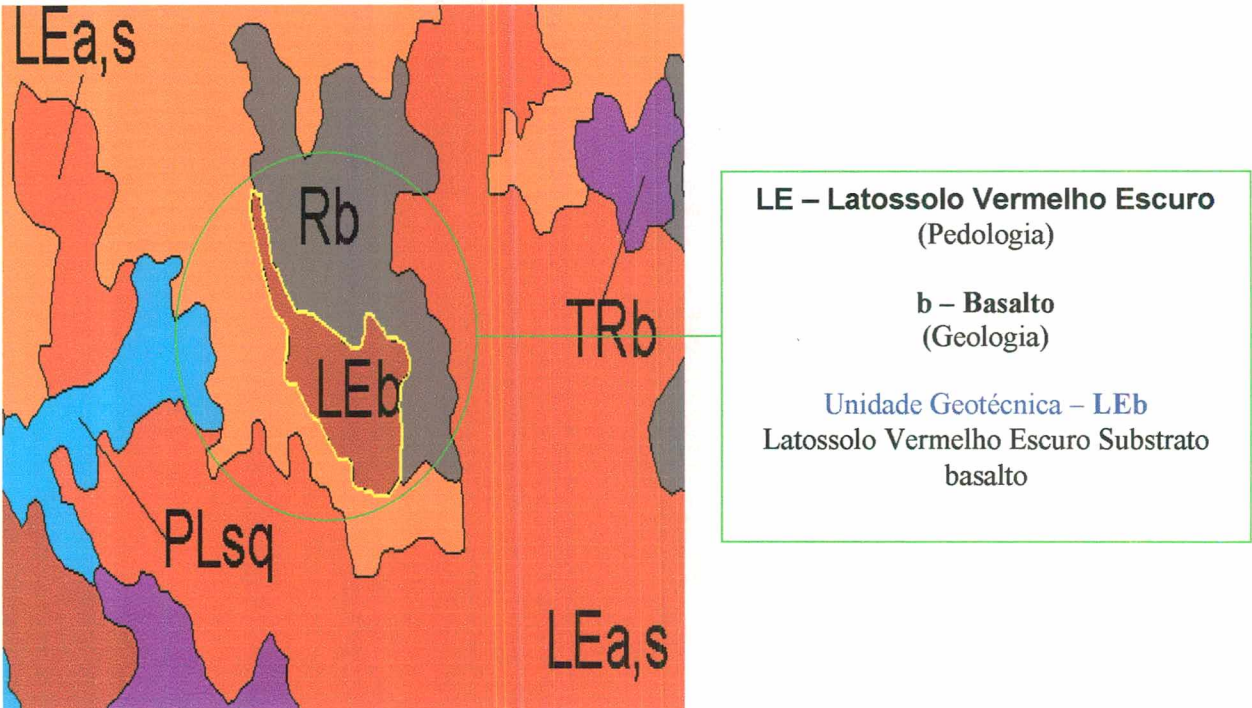 LEa,s
Rb
TRb
LEb
PLsq
LEa,s
LE – Latossolo Vermelho Escuro
(Pedologia)
b – Basalto
(Geologia)
Unidade Geotécnica – LEb
Latossolo Vermelho Escuro Substrato
basalto